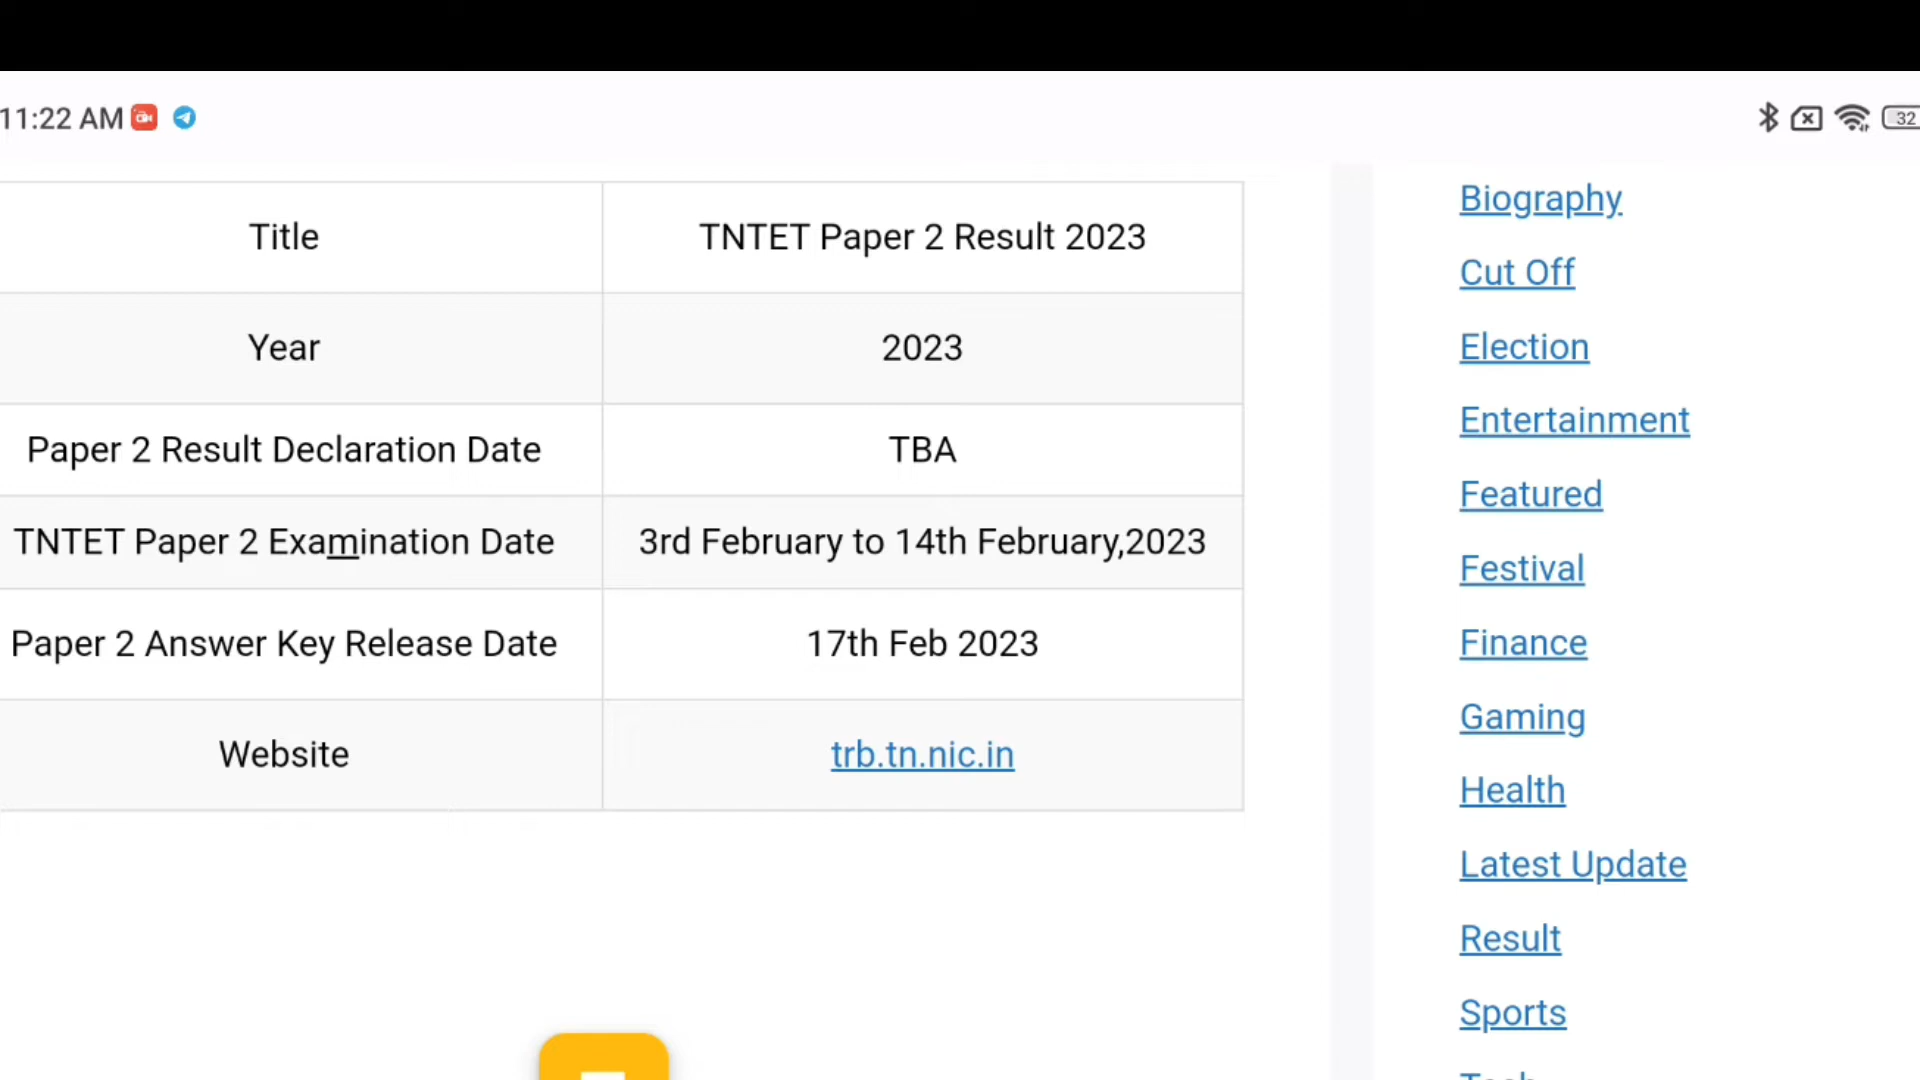 11:22 AM
32
Title TNTET Paper 2 Result 2023
Year 2023
Paper 2 Result Declaration Date TBA
TNTET Paper 2 Examination Date 3rd February to 14th February,2023
Paper 2 Answer Key Release Date 17th Feb 2023
Website trb.tn.nic.in
Biography
Cut Off
Election
Entertainment
Featured
Festival
Finance
Gaming
Health
Latest Update
Result
Sports